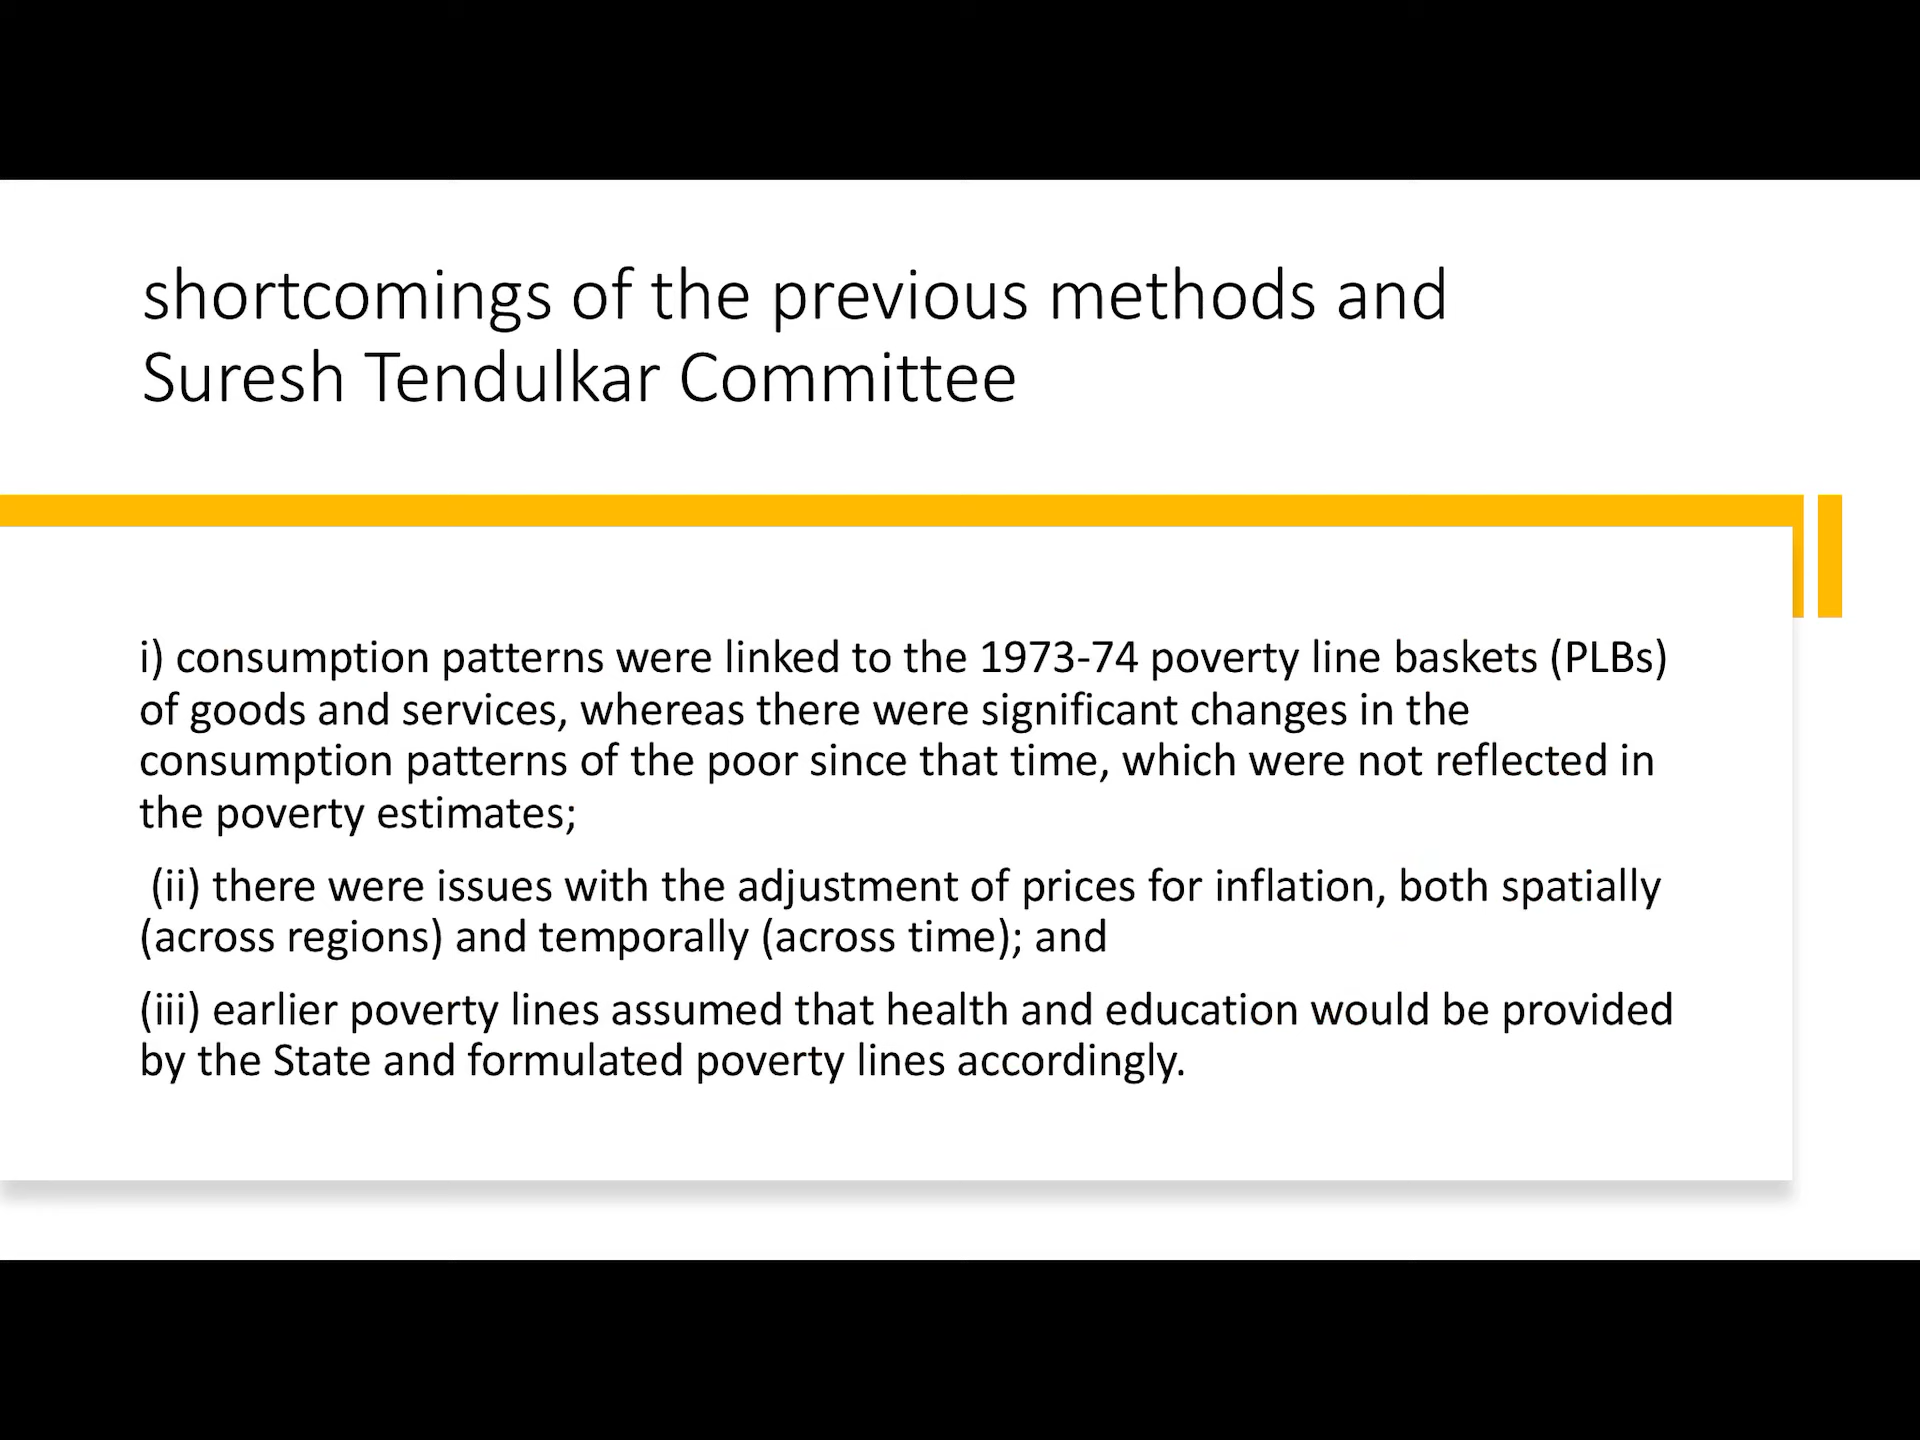 shortcomings of the previous methods and
Suresh Tendulkar Committee
i) consumption patterns were linked to the 1973-74 poverty line baskets (PLBs)
of goods and services, whereas there were significant changes in the
consumption patterns of the poor since that time, which were not reflected in
the poverty estimates;
(ii) there were issues with the adjustment of prices for inflation, both spatially
(across regions) and temporally (across time); and
(iii) earlier poverty lines assumed that health and education would be provided
by the State and formulated poverty lines accordingly.